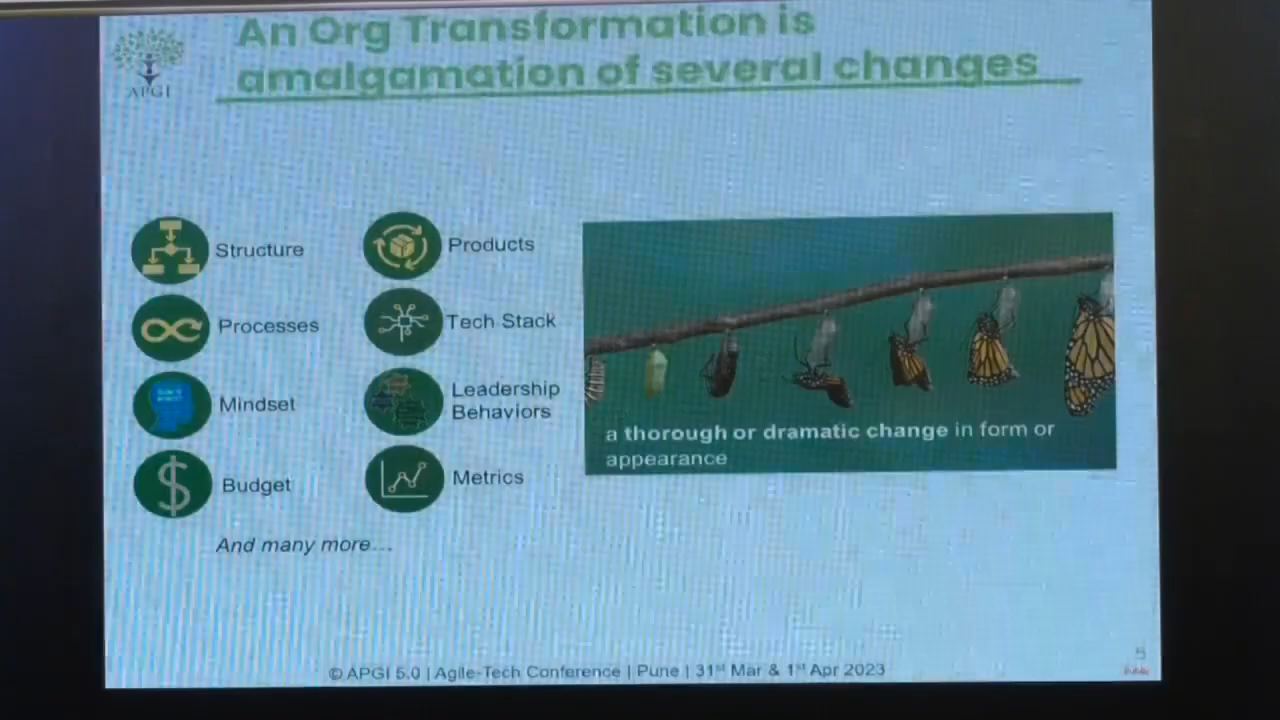 An Org Transformation is
amalgamation of several changes
APGI
Structure
Products
Processes
Tech Stack
Mindset
Leadership
Behaviors
Budget
Metrics
And many more...
a thorough or dramatic change in form or
appearance
© APGI 5.0 | Agile-Tech Conference | Pune | 31st Mar & 1st Apr 2023
5
Public